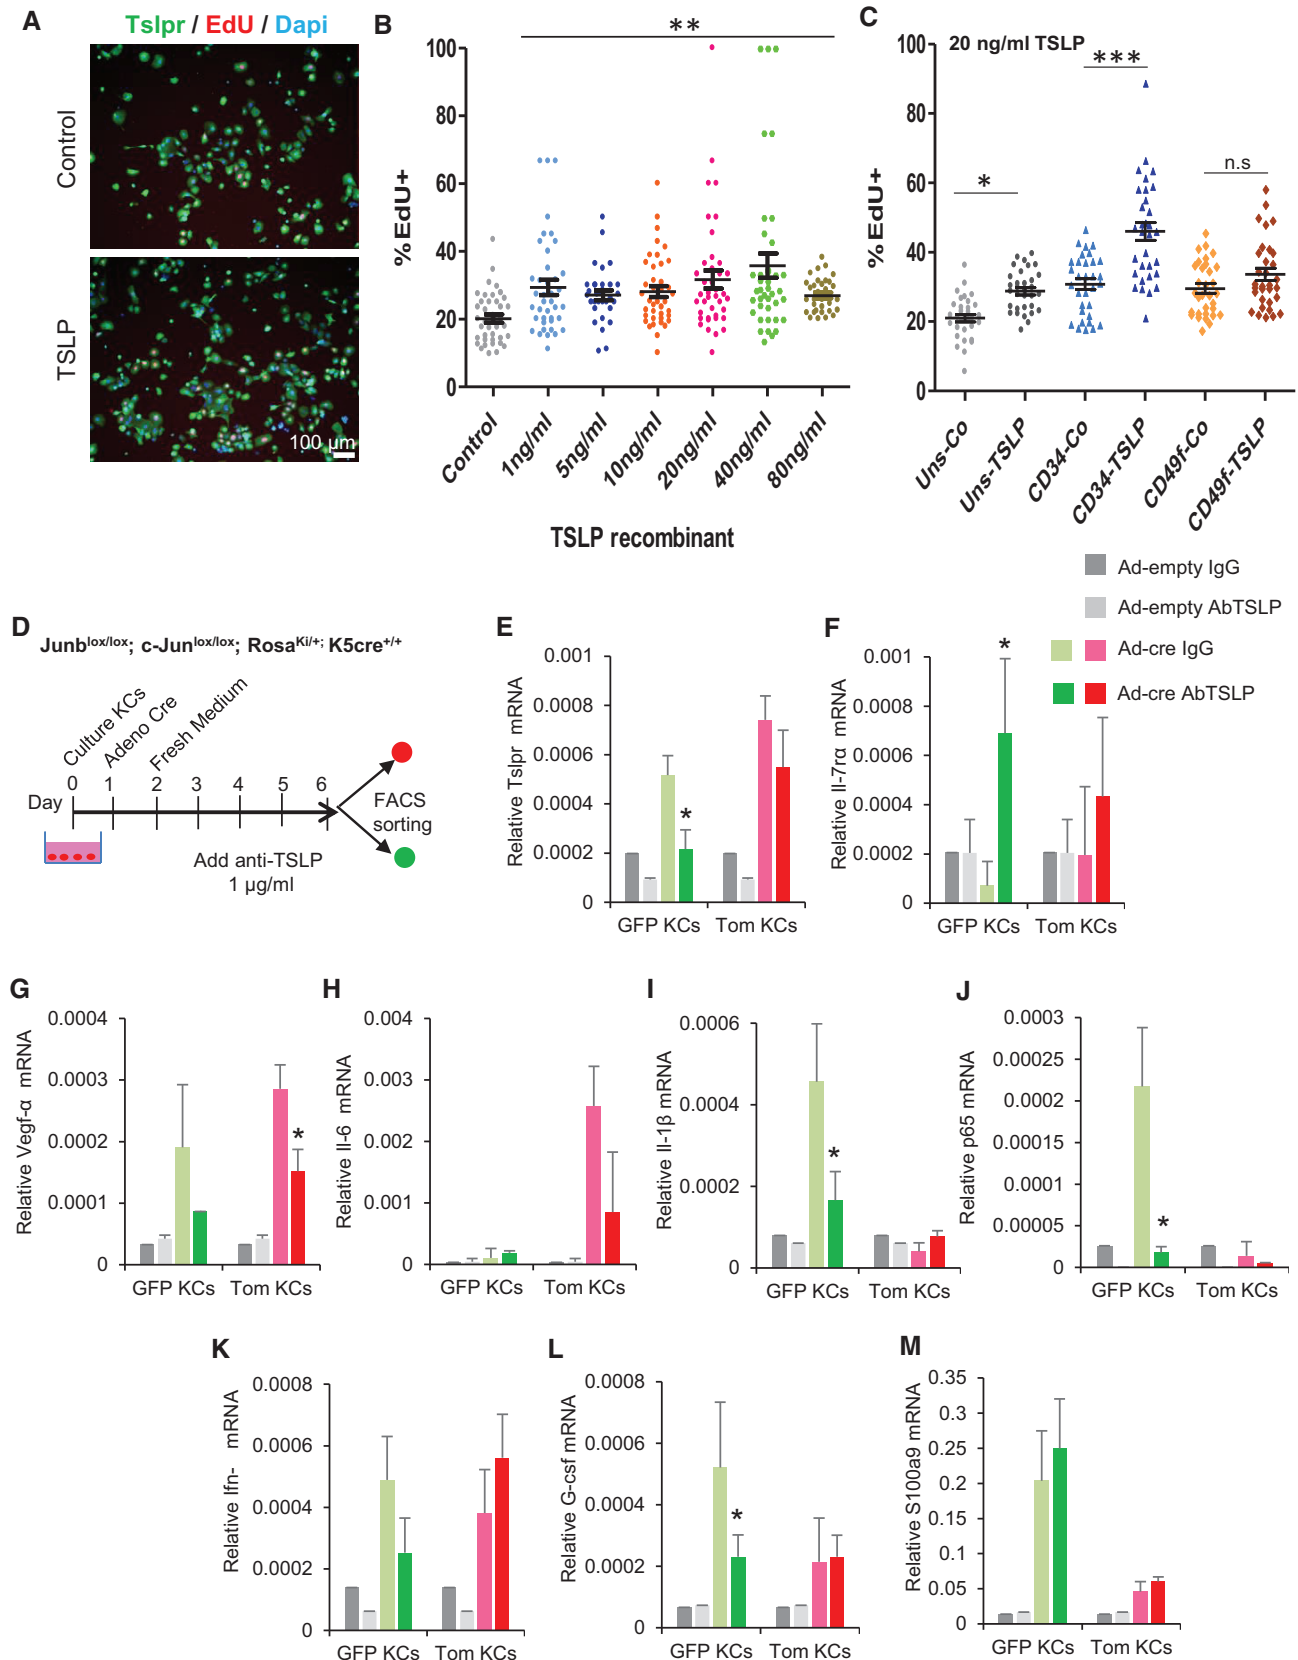 A
Tslpr / EdU / Dapi
Control
TSLP
100 µm
B
**
100
80
60
40
20
0
%EdU+
Control
1ng/ml
5ng/ml
10ng/ml
20ng/ml
40ng/ml
80ng/ml
TSLP recombinant
C
20 ng/ml TSLP
*
***
n.s
100
80
60
40
20
0
%EdU+
Uns-Co
Uns-TSLP
CD34-Co
CD34-TSLP
CD49f-Co
CD49f-TSLP
Ad-empty IgG
Ad-empty AbTSLP
Ad-cre IgG
Ad-cre AbTSLP
D
Junb^lox/lox; c-Jun^lox/lox; Rosa^Ki/+; K5cre^+/+
Culture KCs
Adeno Cre
Fresh Medium
Day
0 1 2 3 4 5 6
Add anti-TSLP
1 µg/ml
FACS
sorting
E
Relative Tslpr mRNA
0.001
0.0008
0.0006
0.0004
0.0002
0
*
GFP KCs Tom KCs
F
Relative Il-7rα mRNA
0.001
0.0008
0.0006
0.0004
0.0002
0
*
GFP KCs Tom KCs
G
Relative Vegf-α mRNA
0.0004
0.0003
0.0002
0.0001
0
*
GFP KCs Tom KCs
H
Relative Il-6 mRNA
0.004
0.003
0.002
0.001
0
GFP KCs Tom KCs
I
Relative Il-1β mRNA
0.0006
0.0004
0.0002
0
*
GFP KCs Tom KCs
J
Relative p65 mRNA
0.0003
0.00025
0.0002
0.00015
0.0001
0.00005
0
*
GFP KCs Tom KCs
K
Relative Ifn- mRNA
0.0008
0.0006
0.0004
0.0002
0
GFP KCs Tom KCs
L
Relative G-csf mRNA
0.0008
0.0006
0.0004
0.0002
0
*
GFP KCs Tom KCs
M
Relative S100a9 mRNA
0.35
0.3
0.25
0.2
0.15
0.1
0.05
0
GFP KCs Tom KCs